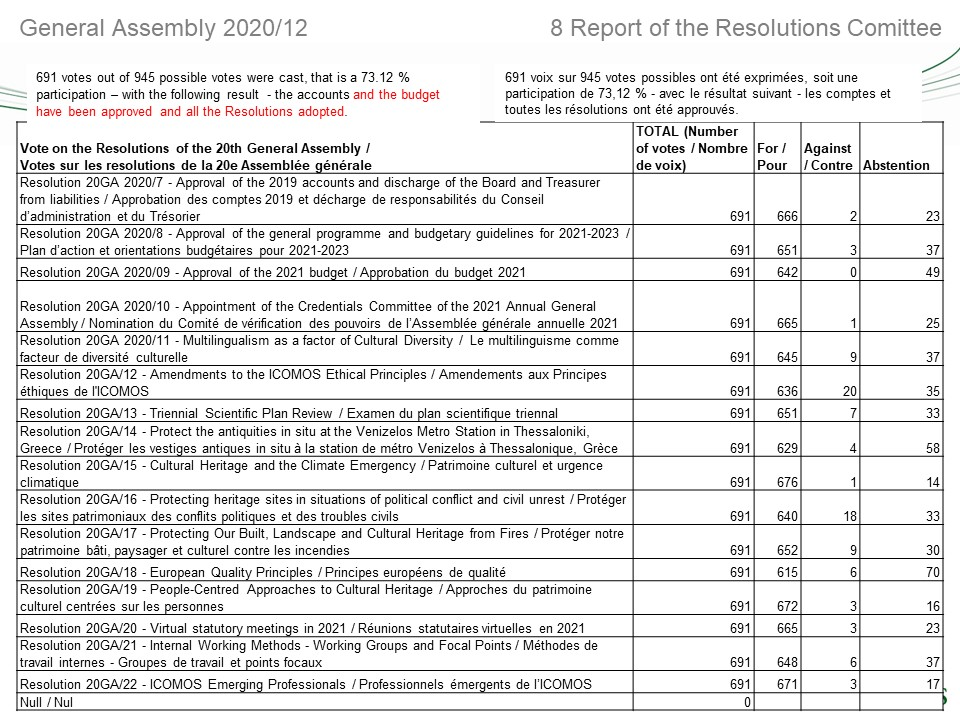 General Assembly 2020/12
8 Report of the Resolutions Comittee
691 votes out of 945 possible votes were cast, that is a 73.12 %
participation – with the following result - the accounts and the budget
have been approved and all the Resolutions adopted.
691 voix sur 945 votes possibles ont été exprimées, soit une
participation de 73,12 % - avec le résultat suivant - les comptes et
toutes les résolutions ont été approuvés.
Vote on the Resolutions of the 20th General Assembly /
Votes sur les resolutions de la 20e Assemblée générale
TOTAL (Number
of votes / Nombre
de voix)
For /
Pour
Against
/ Contre
Abstention
Resolution 20GA 2020/7 - Approval of the 2019 accounts and discharge of the Board and Treasurer
from liabilities / Approbation des comptes 2019 et décharge de responsabilités du Conseil
d'administration et du Trésorier 691 666 2 23
Resolution 20GA 2020/8 - Approval of the general programme and budgetary guidelines for 2021-2023 /
Plan d'action et orientations budgétaires pour 2021-2023 691 651 3 37
Resolution 20GA 2020/09 - Approval of the 2021 budget / Approbation du budget 2021 691 642 0 49
Resolution 20GA 2020/10 - Appointment of the Credentials Committee of the 2021 Annual General
Assembly / Nomination du Comité de vérification des pouvoirs de l'Assemblée générale annuelle 2021 691 665 1 25
Resolution 20GA 2020/11 - Multilingualism as a factor of Cultural Diversity / Le multilinguisme comme
facteur de diversité culturelle 691 645 9 37
Resolution 20GA/12 - Amendments to the ICOMOS Ethical Principles / Amendements aux Principes
éthiques de l'ICOMOS 691 636 20 35
Resolution 20GA/13 - Triennial Scientific Plan Review / Examen du plan scientifique triennal 691 651 7 33
Resolution 20GA/14 - Protect the antiquities in situ at the Venizelos Metro Station in Thessaloniki,
Greece / Protéger les vestiges antiques in situ à la station de métro Venizelos à Thessalonique, Grèce 691 629 4 58
Resolution 20GA/15 - Cultural Heritage and the Climate Emergency / Patrimoine culturel et urgence
climatique 691 676 1 14
Resolution 20GA/16 - Protecting heritage sites in situations of political conflict and civil unrest / Protéger
les sites patrimoniaux des conflits politiques et des troubles civils 691 640 18 33
Resolution 20GA/17 - Protecting Our Built, Landscape and Cultural Heritage from Fires / Protéger notre
patrimoine bâti, paysager et culturel contre les incendies 691 652 9 30
Resolution 20GA/18 - European Quality Principles / Principes européens de qualité 691 615 6 70
Resolution 20GA/19 - People-Centred Approaches to Cultural Heritage / Approches du patrimoine
culturel centrées sur les personnes 691 672 3 16
Resolution 20GA/20 - Virtual statutory meetings in 2021 / Réunions statutaires virtuelles en 2021 691 665 3 23
Resolution 20GA/21 - Internal Working Methods - Working Groups and Focal Points / Méthodes de
travail internes - Groupes de travail et points focaux 691 648 6 37
Resolution 20GA/22 - ICOMOS Emerging Professionals / Professionnels émergents de l'ICOMOS 691 671 3 17
Null / Nul 0